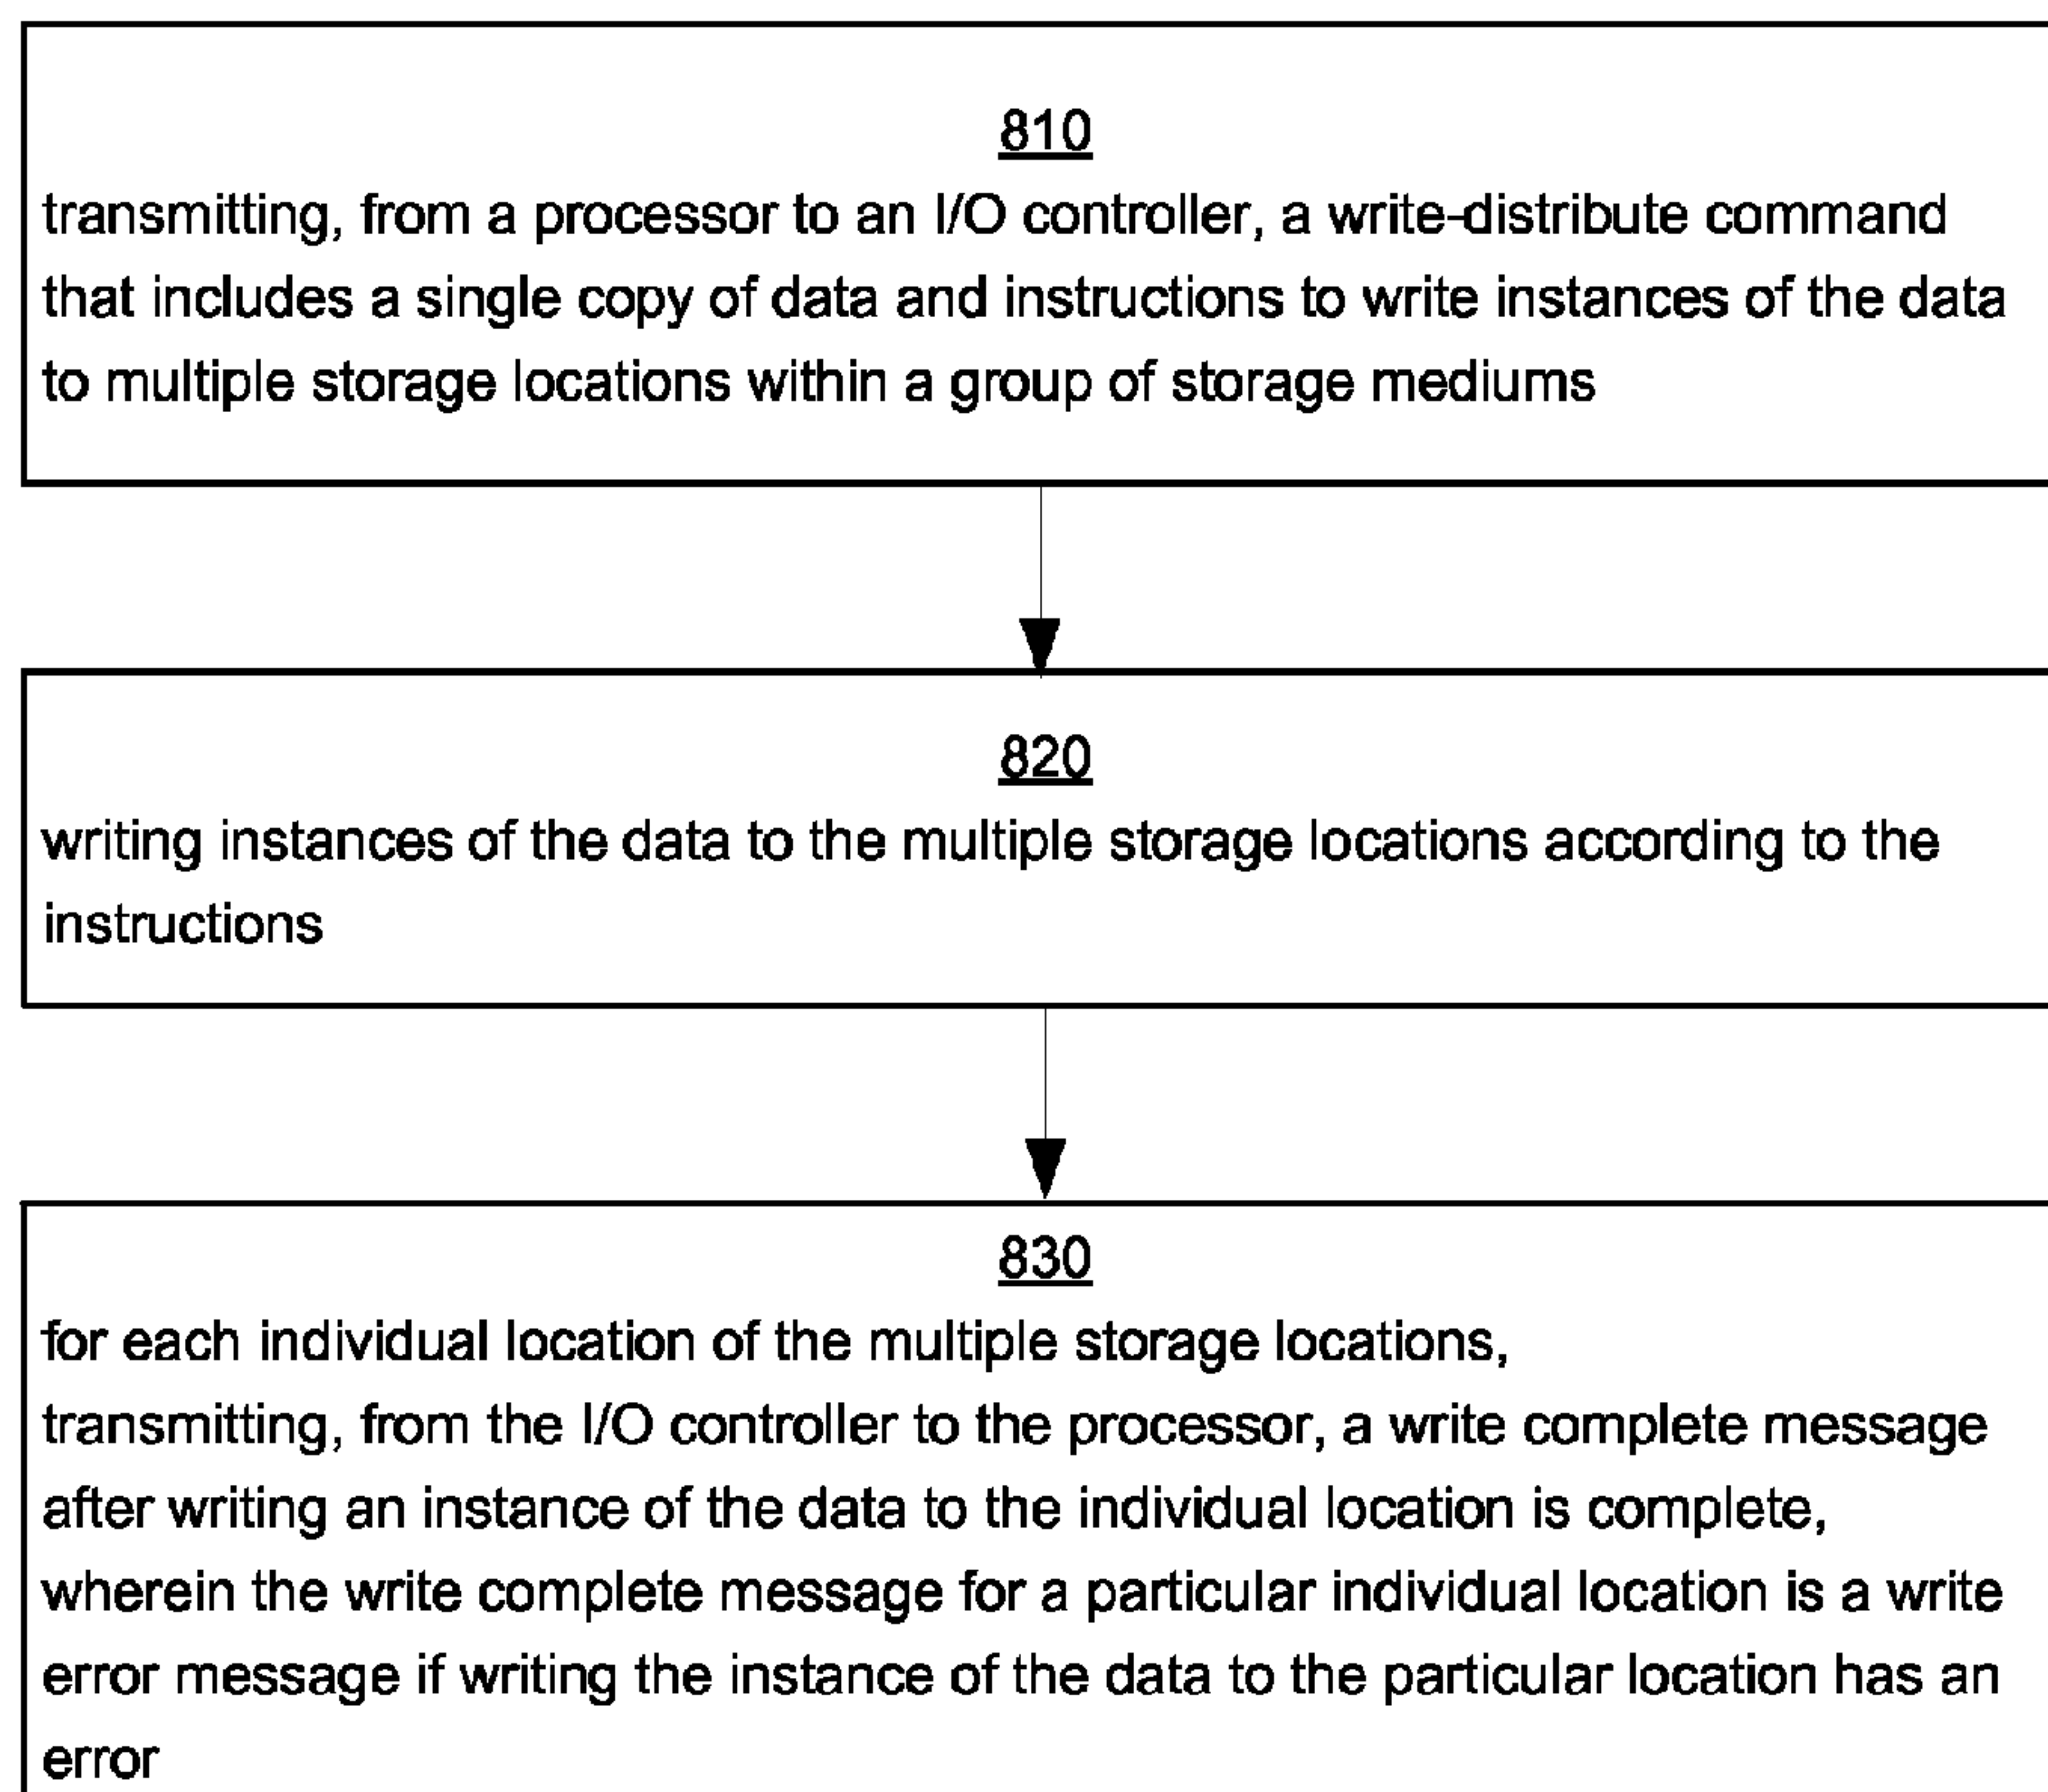 810
transmitting, from a processor to an I/O controller, a write-distribute command
that includes a single copy of data and instructions to write instances of the data
to multiple storage locations within a group of storage mediums
820
writing instances of the data to the multiple storage locations according to the
instructions
830
for each individual location of the multiple storage locations,
transmitting, from the I/O controller to the processor, a write complete message
after writing an instance of the data to the individual location is complete,
wherein the write complete message for a particular individual location is a write
error message if writing the instance of the data to the particular location has an
error